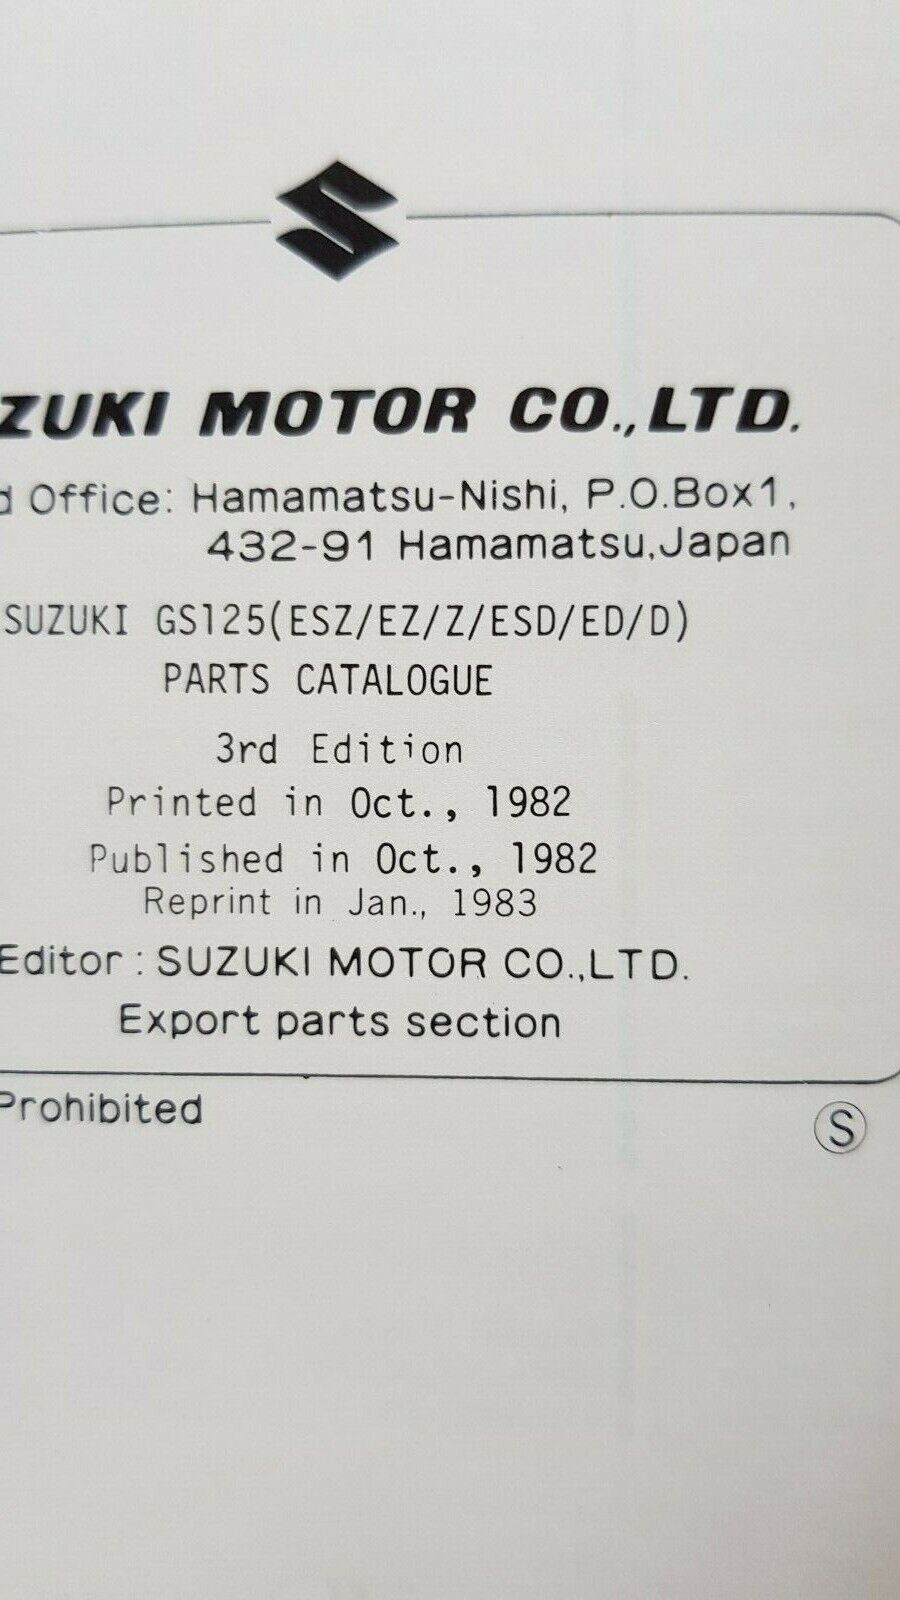 ZUKI MOTOR CO.,LTD.
d Office: Hamamatsu-Nishi, P.O.Box1,
432-91 Hamamatsu,Japan
SUZUKI GS125(ESZ/EZ/Z/ESD/ED/D)
PARTS CATALOGUE
3rd Edition
Printed in Oct., 1982
Published in Oct., 1982
Reprint in Jan., 1983
Editor : SUZUKI MOTOR CO.,LTD.
Export parts section
Prohibited
S